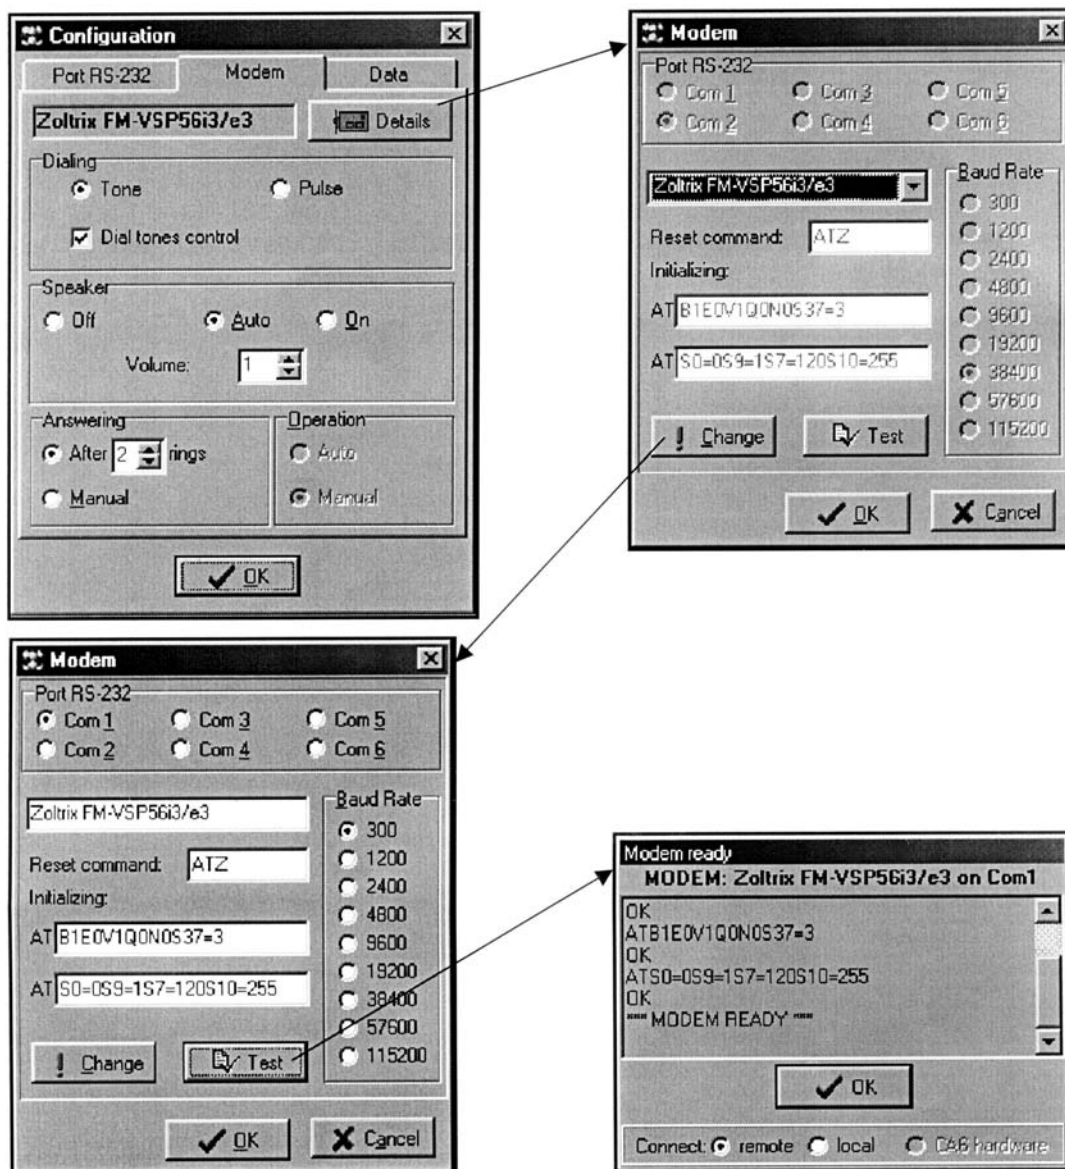 Configuration
Port RS-232 Modem Data
Zoltrix FM-VSP56i3/e3 Details
Dialing
Tone Pulse
Dial tones control
Speaker
Off Auto On
Volume: 1
Answering
After 2 rings
Manual
Operation
Auto
Manual
OK
Modem
Port RS-232
Com 1 Com 3 Com 5
Com 2 Com 4 Com 6
Zoltrix FM-VSP56i3/e3
Reset command: ATZ
Initializing:
AT B1E0V1Q0N0S37=3
AT S0=0S9=1S7=120S10=255
Baud Rate
300
1200
2400
4800
9600
19200
38400
57600
115200
Change Test
OK Cancel
Modem
Port RS-232
Com 1 Com 3 Com 5
Com 2 Com 4 Com 6
Zoltrix FM-VSP56i3/e3
Reset command: ATZ
Initializing:
AT B1E0V1Q0N0S37=3
AT S0=0S9=1S7=120S10=255
Baud Rate
300
1200
2400
4800
9600
19200
38400
57600
115200
Change Test
OK Cancel
Modem ready
MODEM: Zoltrix FM-VSP56i3/e3 on Com1
OK
ATB1E0V1Q0N0S37=3
OK
ATS0=0S9=1S7=120S10=255
OK
*** MODEM READY ***
OK
Connect: remote local CA6 hardware